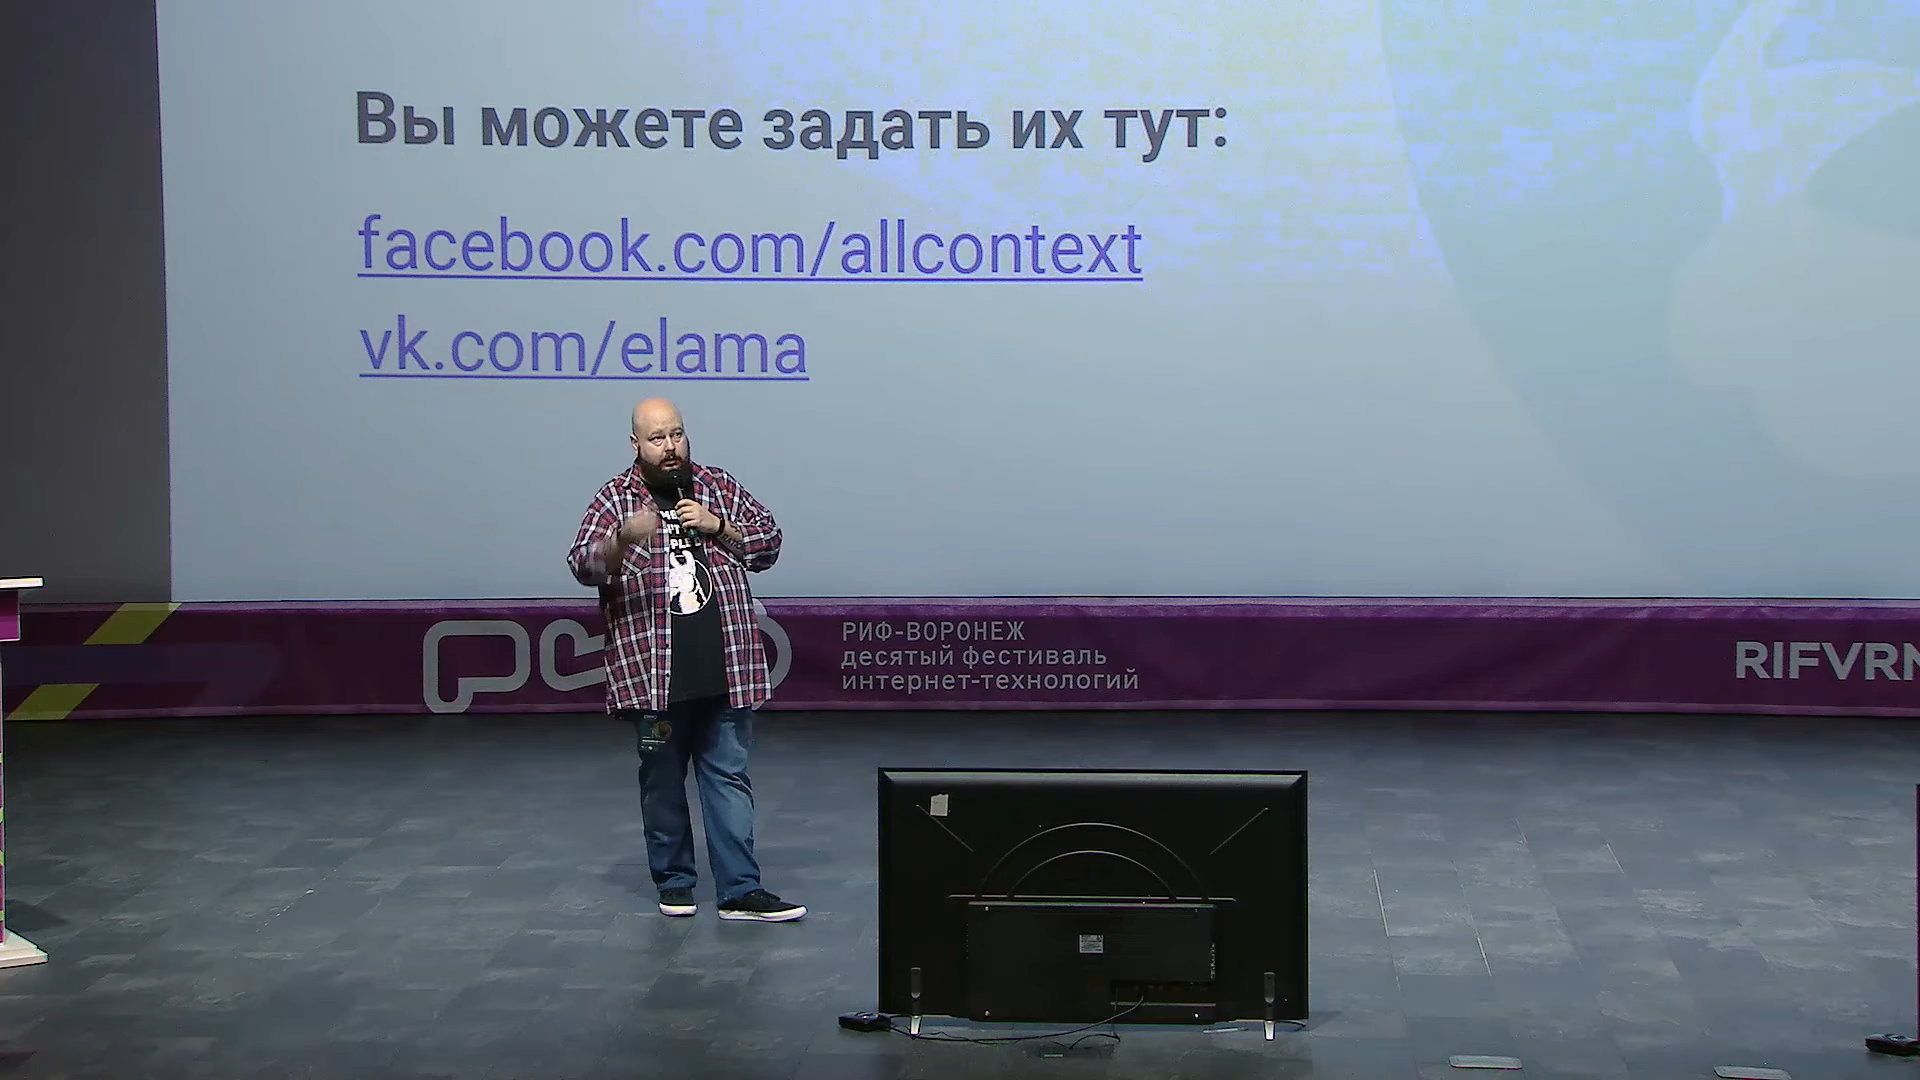 Вы можете задать их тут:
facebook.com/allcontext
vk.com/elama
РИФ-ВОРОНЕЖ
десятый фестиваль
интернет-технологий
RIFVRN